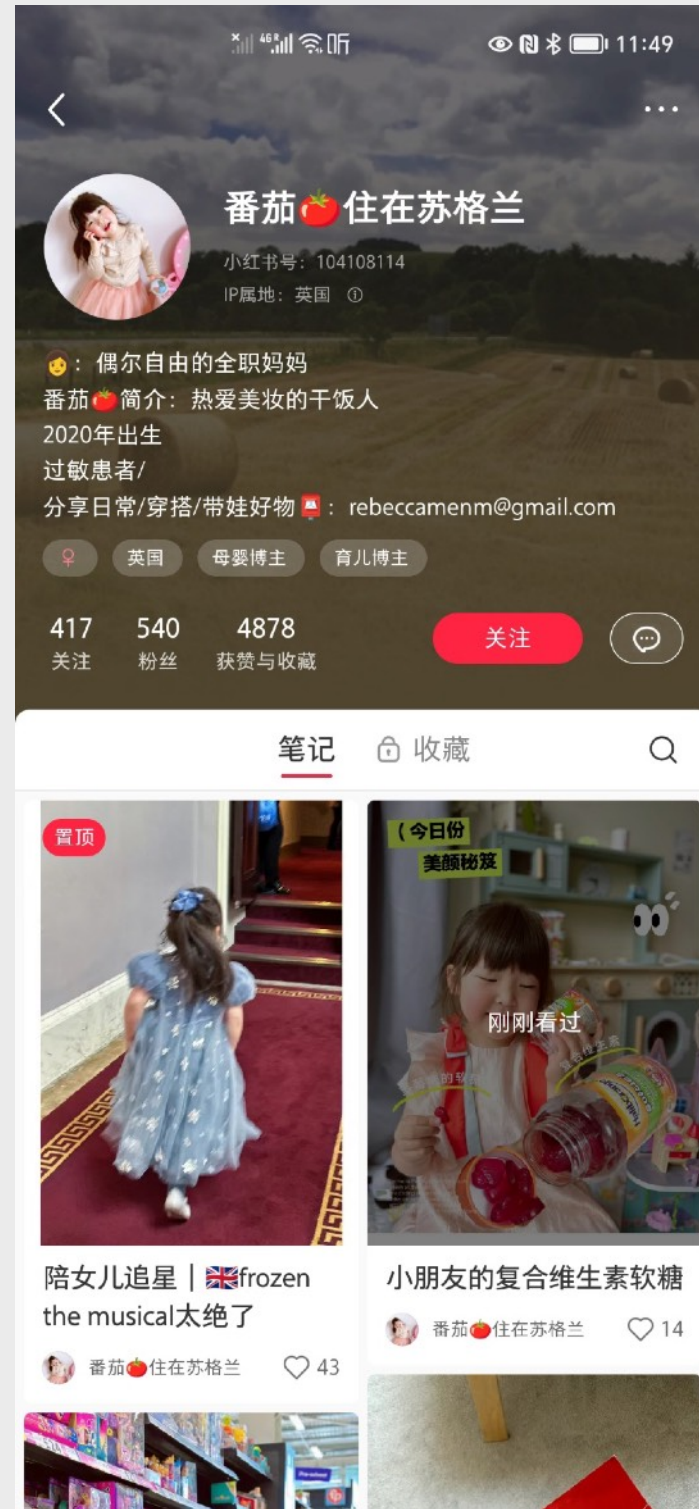 4G R 听 11:49
番茄🍅住在苏格兰
小红书号：104108114
IP属地：英国
👩：偶尔自由的全职妈妈
番茄🍅简介：热爱美妆的干饭人
2020年出生
过敏患者/
分享日常/穿搭/带娃好物📮：rebeccamenm@gmail.com
♀ 英国 母婴博主 育儿博主
417 540 4878
关注 粉丝 获赞与收藏 关注
笔记 收藏
置顶
（今日份
美颜秘笈
刚刚看过
陪女儿追星｜🇬🇧frozen
the musical太绝了
番茄🍅住在苏格兰 43
小朋友的复合维生素软糖
番茄🍅住在苏格兰 14